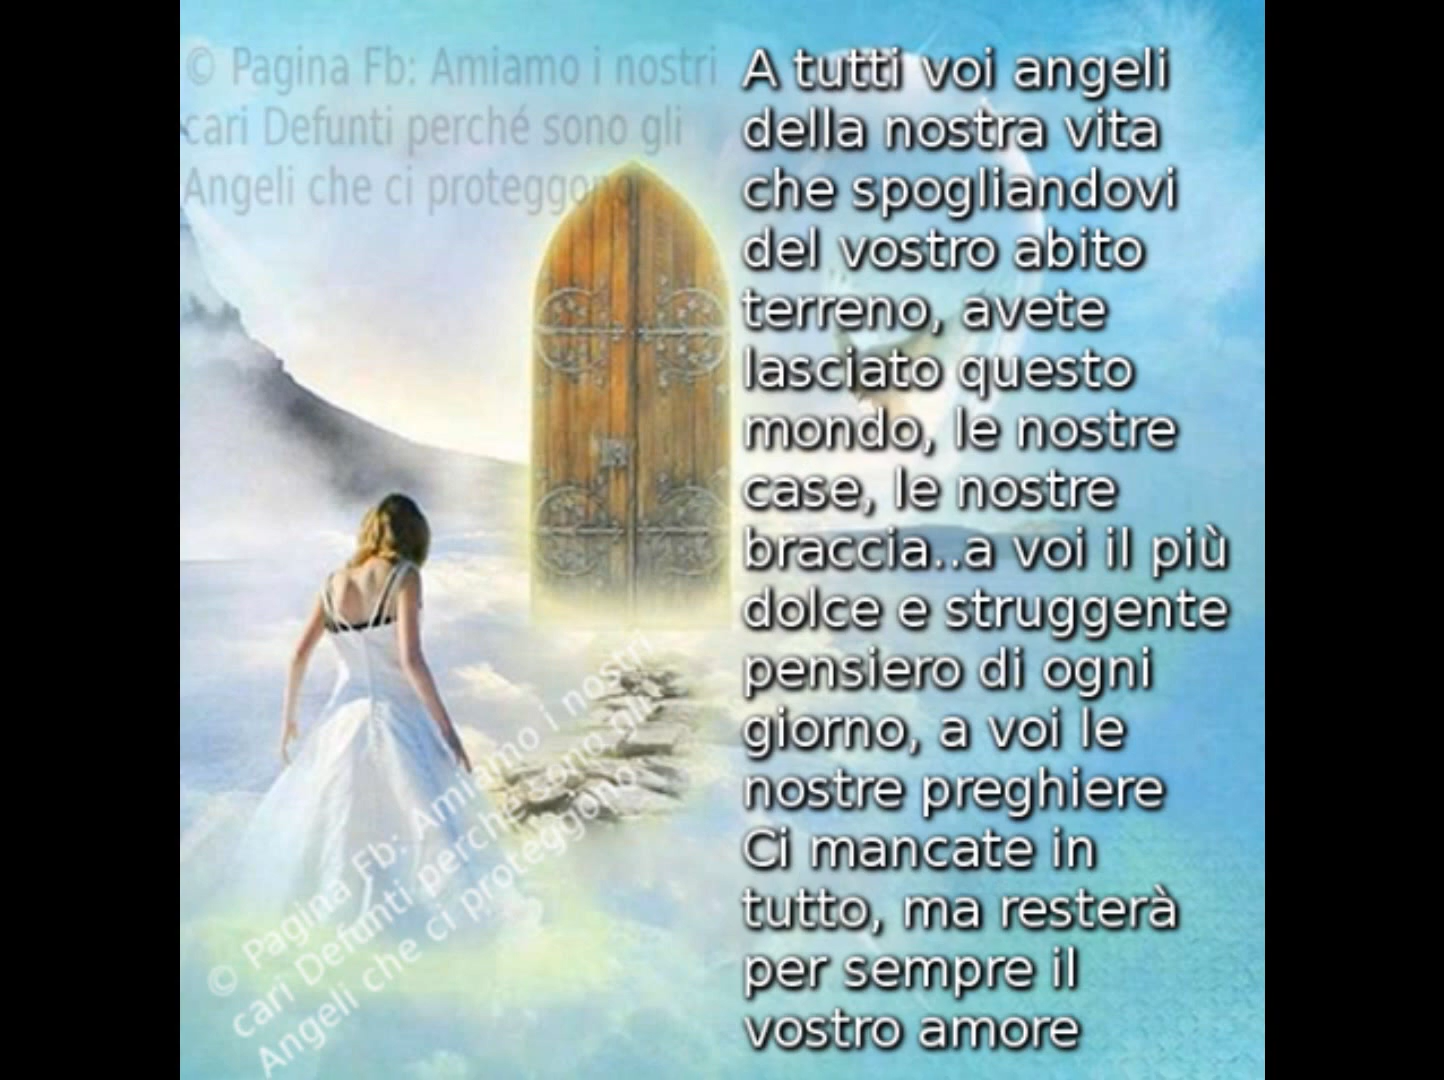 © Pagina Fb: Amiamo i nostri
cari Defunti perché sono gli
Angeli che ci proteggono
A tutti voi angeli
della nostra vita
che spogliandovi
del vostro abito
terreno, avete
lasciato questo
mondo, le nostre
case, le nostre
braccia..a voi il più
dolce e struggente
pensiero di ogni
giorno, a voi le
nostre preghiere
Ci mancate in
tutto, ma resterà
per sempre il
vostro amore
© Pagina Fb: Amiamo i nostri
cari Defunti perché sono gli
Angeli che ci proteggono